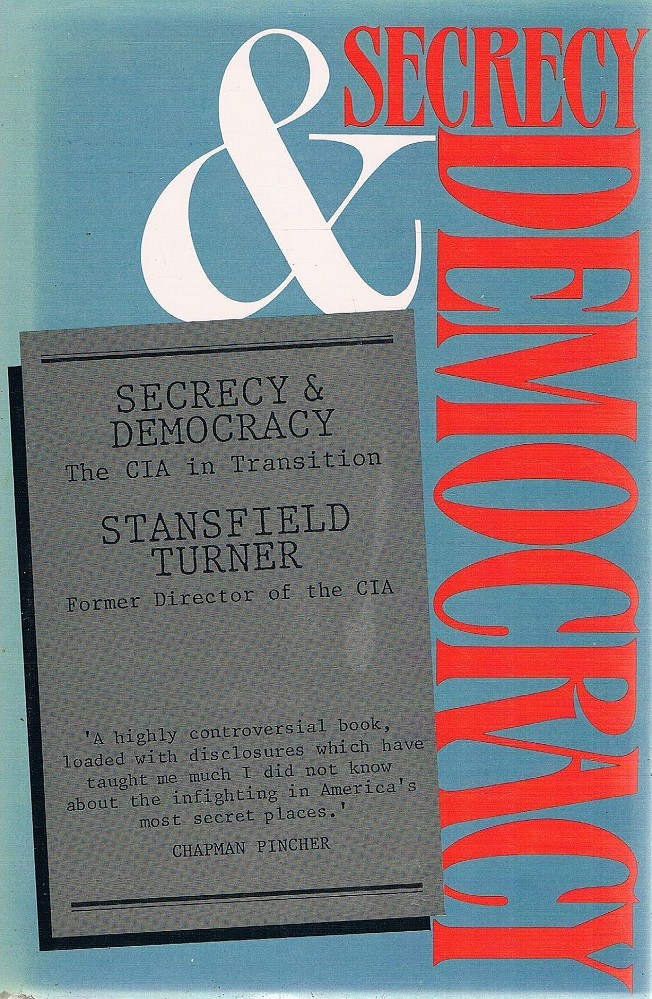 SECRECY
&
DEMOCRACY
SECRECY &
DEMOCRACY
The CIA in Transition
STANSFIELD
TURNER
Former Director of the CIA
'A highly controversial book,
loaded with disclosures which have
taught me much I did not know
about the infighting in America's
most secret places.'
CHAPMAN PINCHER